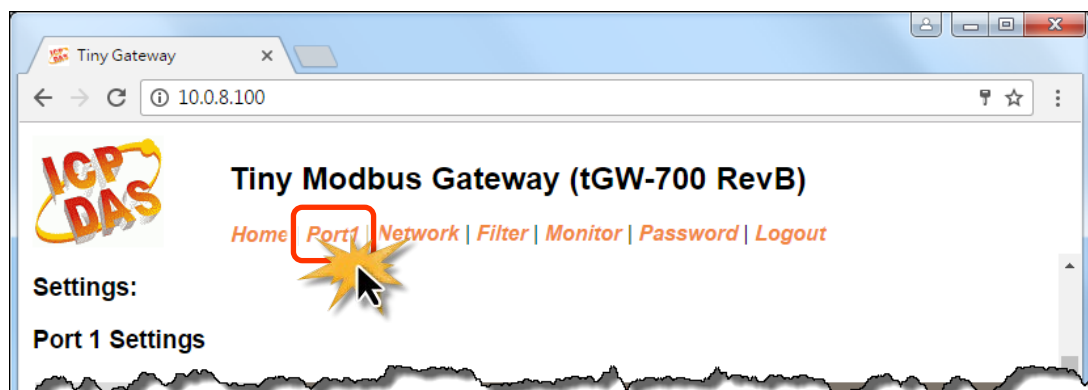 Tiny Gateway
10.0.8.100
ICP
DAS
Tiny Modbus Gateway (tGW-700 RevB)
Home | Port1 | Network | Filter | Monitor | Password | Logout
Settings:
Port 1 Settings